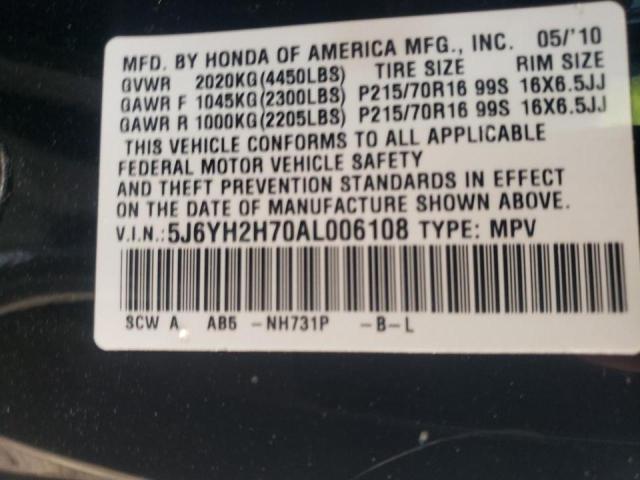 MFD. BY HONDA OF AMERICA MFG., INC. 05/'10
GVWR 2020KG(4450LBS) TIRE SIZE RIM SIZE
GAWR F 1045KG(2300LBS) P215/70R16 99S 16X6.5JJ
GAWR R 1000KG(2205LBS) P215/70R16 99S 16X6.5JJ
THIS VEHICLE CONFORMS TO ALL APPLICABLE
FEDERAL MOTOR VEHICLE SAFETY
AND THEFT PREVENTION STANDARDS IN EFFECT
ON THE DATE OF MANUFACTURE SHOWN ABOVE.
V.I.N.:5J6YH2H70AL006108 TYPE: MPV
SCW A AB5 -NH731P -B-L